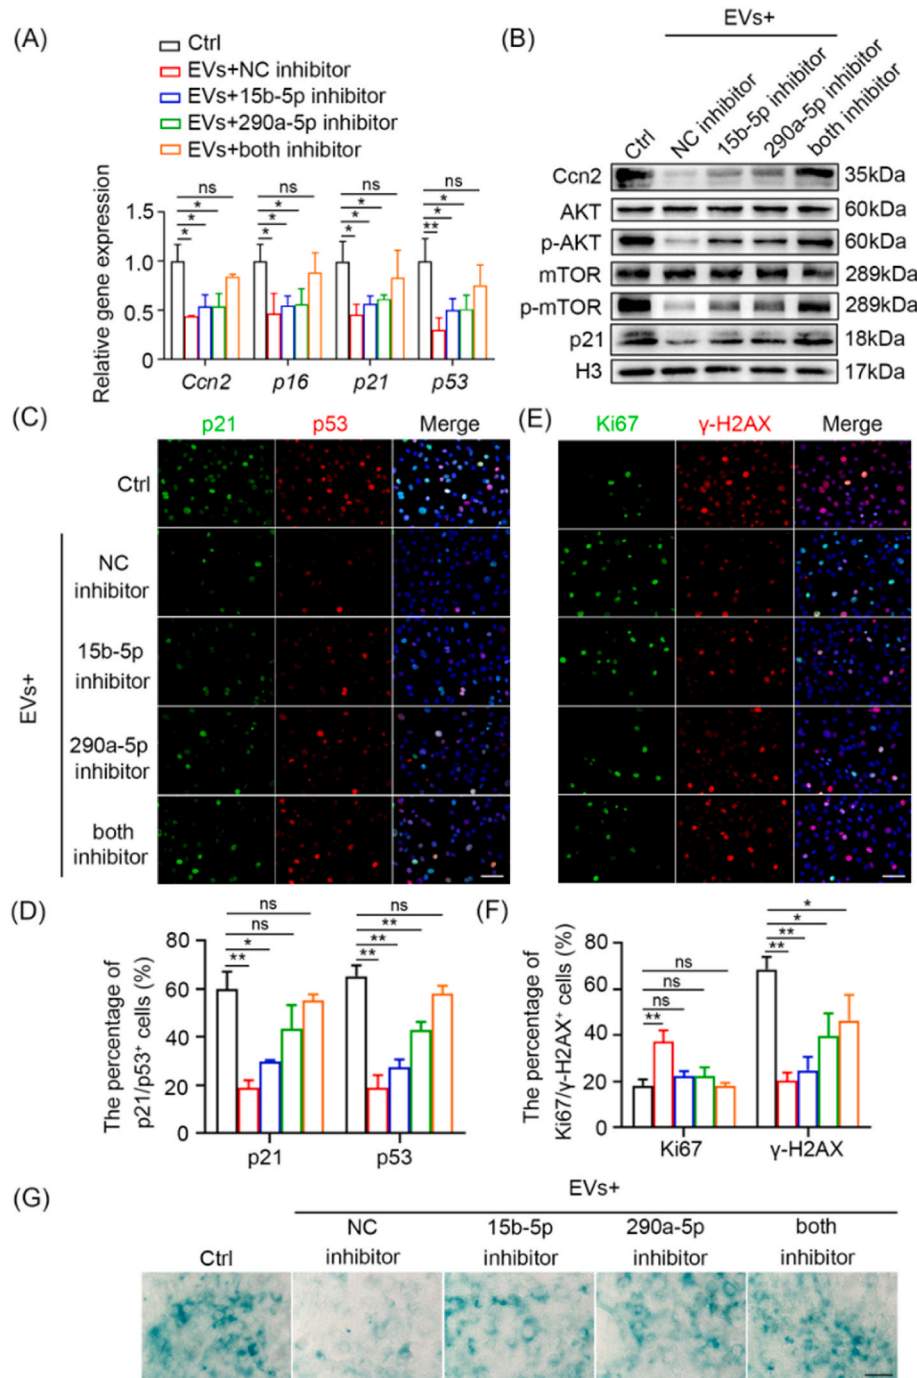 (A)
Ctrl
EVs+NC inhibitor
EVs+15b-5p inhibitor
EVs+290a-5p inhibitor
EVs+both inhibitor
Relative gene expression
1.5
1.0
0.5
0
ns
*
*
*
ns
*
*
*
ns
*
*
*
ns
*
*
**
Ccn2 p16 p21 p53
(B)
EVs+
Ctrl
NC inhibitor
15b-5p inhibitor
290a-5p inhibitor
both inhibitor
Ccn2 35kDa
AKT 60kDa
p-AKT 60kDa
mTOR 289kDa
p-mTOR 289kDa
p21 18kDa
H3 17kDa
(C)
p21 p53 Merge
Ctrl
EVs+
NC
inhibitor
15b-5p
inhibitor
290a-5p
inhibitor
both
inhibitor
(E)
Ki67 γ-H2AX Merge
(D)
The percentage of
p21/p53⁺ cells (%)
80
60
40
20
0
ns
ns
*
**
ns
**
**
**
p21 p53
(F)
The percentage of
Ki67/γ-H2AX⁺ cells (%)
80
60
40
20
0
ns
ns
ns
**
*
*
**
**
Ki67 γ-H2AX
(G)
EVs+
Ctrl
NC
inhibitor
15b-5p
inhibitor
290a-5p
inhibitor
both
inhibitor